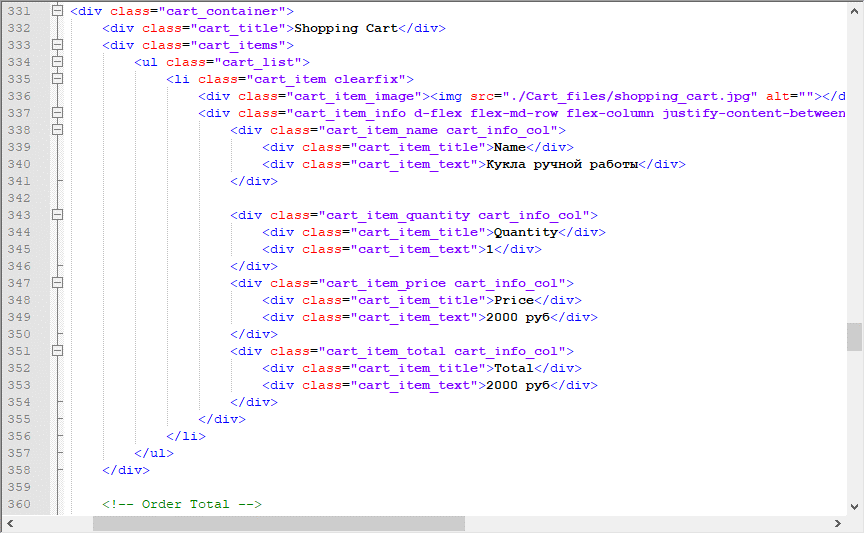 331 <div class="cart_container">
332 <div class="cart_title">Shopping Cart</div>
333 <div class="cart_items">
334 <ul class="cart_list">
335 <li class="cart_item clearfix">
336 <div class="cart_item_image"><img src="./Cart_files/shopping_cart.jpg" alt=""></d
337 <div class="cart_item_info d-flex flex-md-row flex-column justify-content-between
338 <div class="cart_item_name cart_info_col">
339 <div class="cart_item_title">Name</div>
340 <div class="cart_item_text">Кукла ручной работы</div>
341 </div>
342
343 <div class="cart_item_quantity cart_info_col">
344 <div class="cart_item_title">Quantity</div>
345 <div class="cart_item_text">1</div>
346 </div>
347 <div class="cart_item_price cart_info_col">
348 <div class="cart_item_title">Price</div>
349 <div class="cart_item_text">2000 руб</div>
350 </div>
351 <div class="cart_item_total cart_info_col">
352 <div class="cart_item_title">Total</div>
353 <div class="cart_item_text">2000 руб</div>
354 </div>
355 </div>
356 </li>
357 </ul>
358 </div>
359
360 <!-- Order Total -->